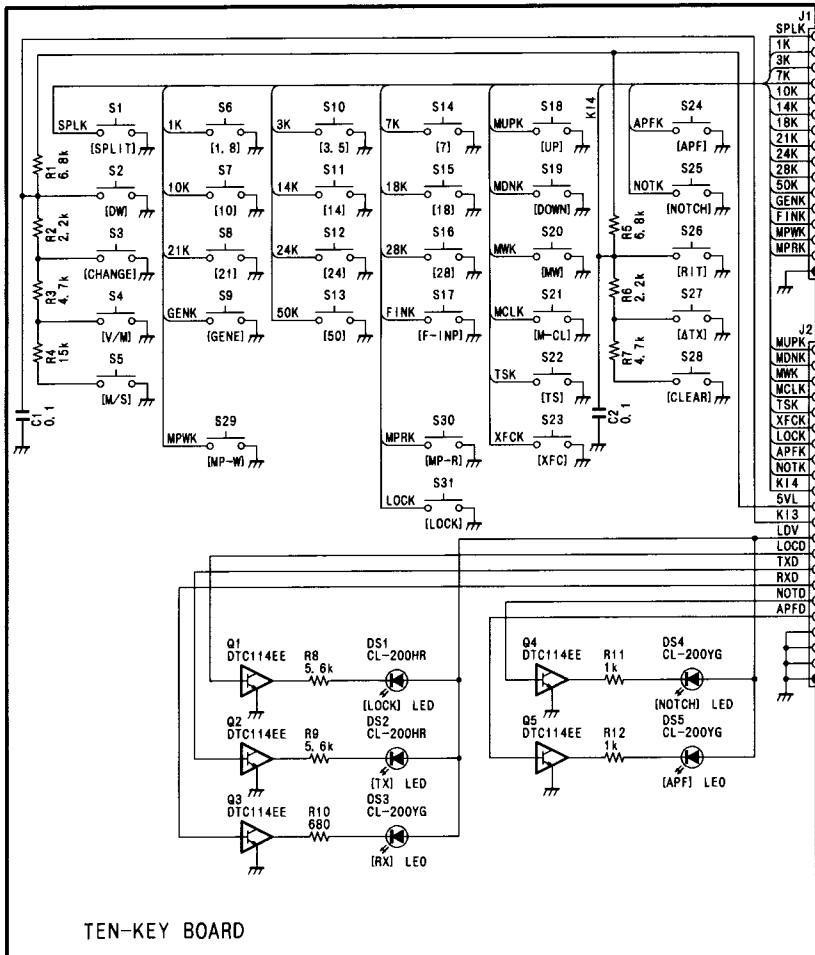 J1
SPLK
1K
3K
7K
10K
14K
18K
21K
24K
28K
50K
GENK
FINK
MPWK
MPRK
J2
MUPK
MDNK
MWK
MCLK
TSK
XFCK
LOCK
APFK
NOTK
KI4
5VL
KI3
LDV
LOCD
TXD
RXD
NOTD
APFD
S1
SPLK
[SPLIT]
R1
6.8k
S2
[DW]
R2
2.2k
S3
[CHANGE]
R3
4.7k
S4
[V/M]
R4
15k
S5
[M/S]
C1
0.1
S6
1K
[1.8]
S7
10K
[10]
S8
21K
[21]
S9
GENK
[GENE]
S29
MPWK
[MP-W]
S10
3K
[3.5]
S11
14K
[14]
S12
24K
[24]
S13
50K
[50]
S14
7K
[7]
S15
18K
[18]
S16
28K
[28]
S17
FINK
[F-INP]
S30
MPRK
[MP-R]
S31
LOCK
[LOCK]
S18
MUPK
[UP]
S19
MDNK
[DOWN]
S20
MWK
[MW]
S21
MCLK
[M-CL]
S22
TSK
[TS]
S23
XFCK
[XFC]
KI4
C2
0.1
S24
APFK
[APF]
S25
NOTK
[NOTCH]
R5
6.8k
S26
[RIT]
R6
2.2k
S27
[ΔTX]
R7
4.7k
S28
[CLEAR]
Q1
DTC114EE
R8
5.6k
DS1
CL-200HR
[LOCK] LED
Q2
DTC114EE
R9
5.6k
DS2
CL-200HR
[TX] LED
Q3
DTC114EE
R10
680
DS3
CL-200YG
[RX] LED
Q4
DTC114EE
R11
1k
DS4
CL-200YG
[NOTCH] LED
Q5
DTC114EE
R12
1k
DS5
CL-200YG
[APF] LED
TEN-KEY BOARD